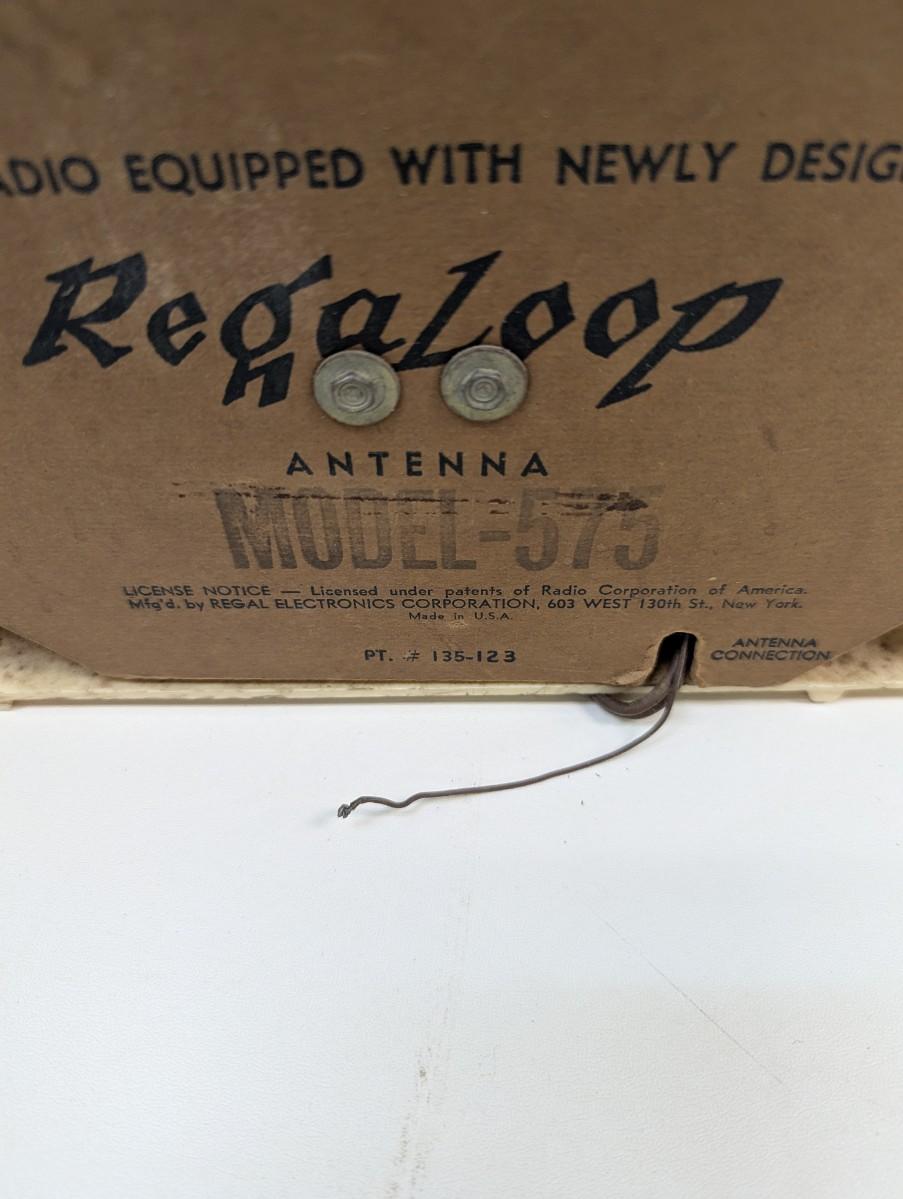 ADIO EQUIPPED WITH NEWLY DESIG
RegaLoop
ANTENNA
MODEL-575
LICENSE NOTICE — Licensed under patents of Radio Corporation of America.
Mfg'd. by REGAL ELECTRONICS CORPORATION, 603 WEST 130th St., New York.
Made in U.S.A.
ANTENNA
CONNECTION
PT. # 135-123